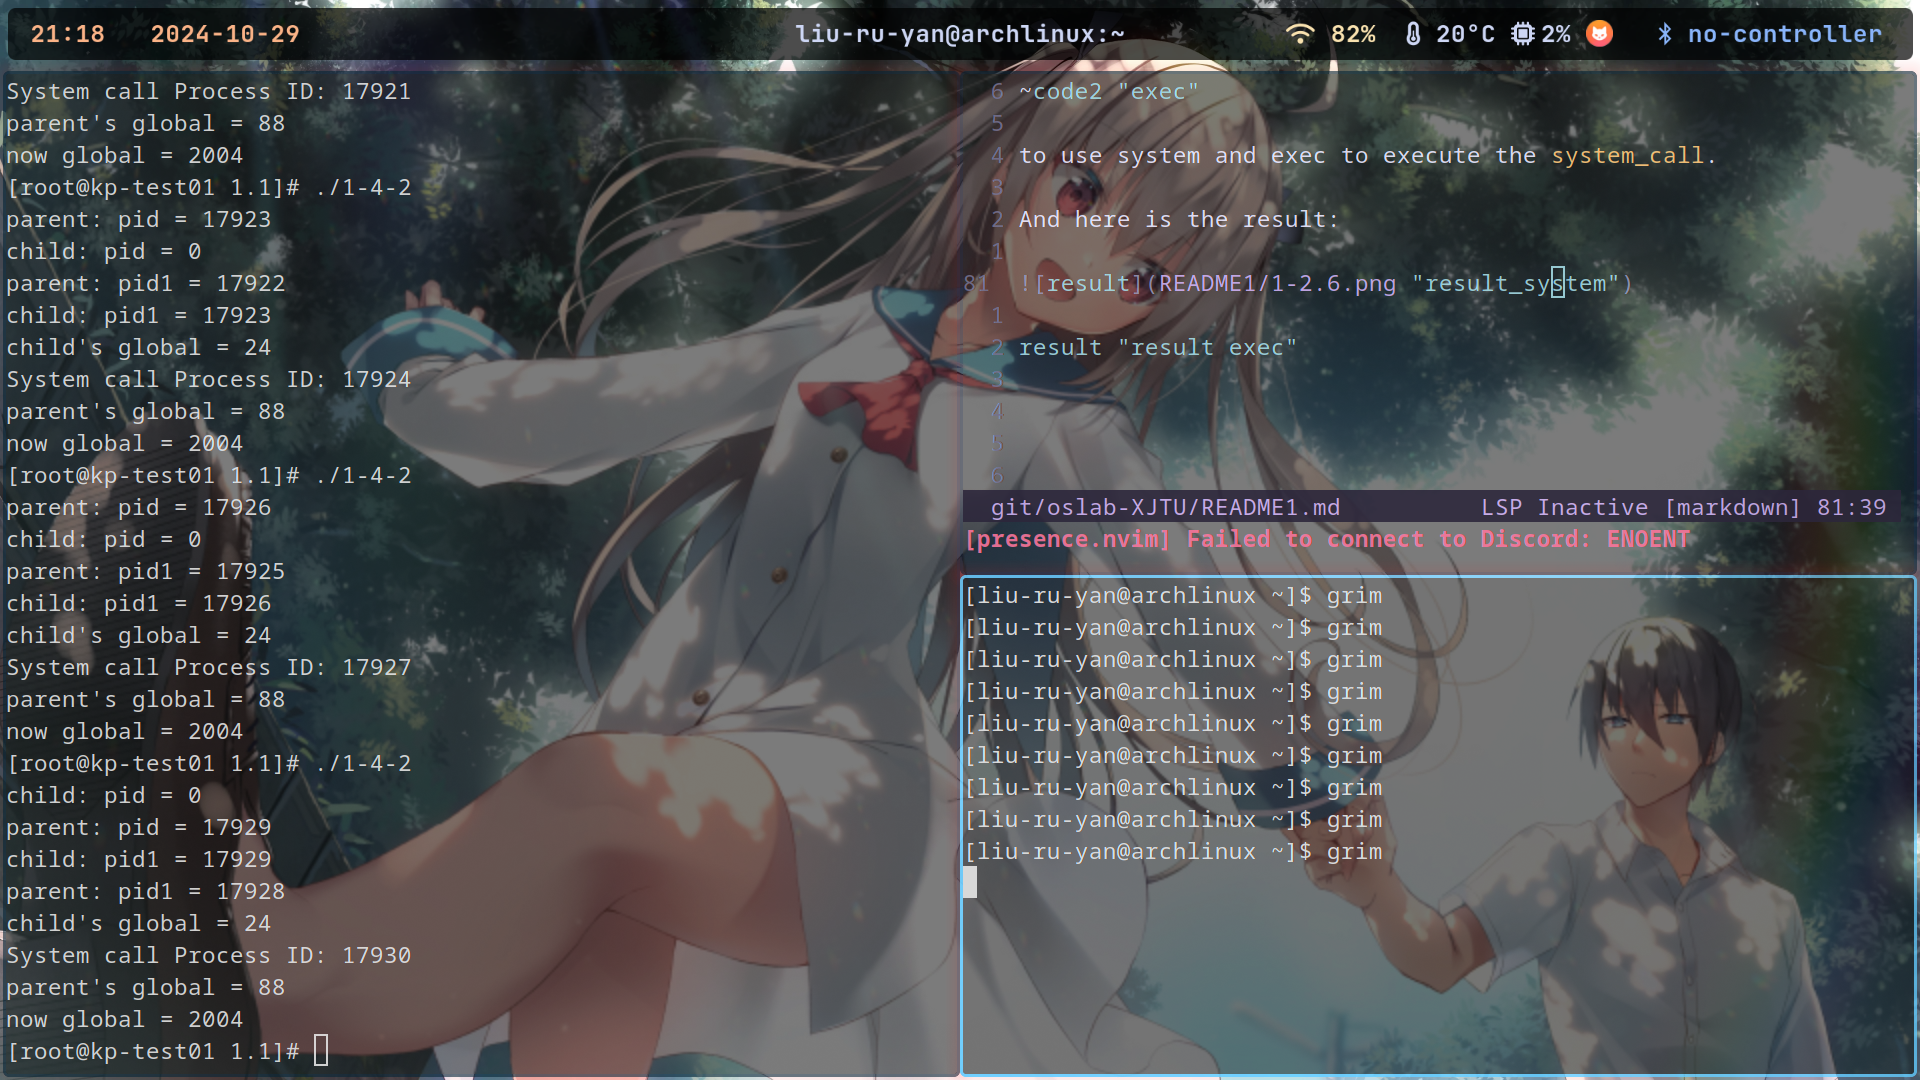 21:18 2024-10-29 liu-ru-yan@archlinux:~ 82% 20°C 2% no-controller
System call Process ID: 17921
parent's global = 88
now global = 2004
[root@kp-test01 1.1]# ./1-4-2
parent: pid = 17923
child: pid = 0
parent: pid1 = 17922
child: pid1 = 17923
child's global = 24
System call Process ID: 17924
parent's global = 88
now global = 2004
[root@kp-test01 1.1]# ./1-4-2
parent: pid = 17926
child: pid = 0
parent: pid1 = 17925
child: pid1 = 17926
child's global = 24
System call Process ID: 17927
parent's global = 88
now global = 2004
[root@kp-test01 1.1]# ./1-4-2
child: pid = 0
parent: pid = 17929
child: pid1 = 17929
parent: pid1 = 17928
child's global = 24
System call Process ID: 17930
parent's global = 88
now global = 2004
[root@kp-test01 1.1]#
6 ~code2 "exec"
5
4 to use system and exec to execute the system_call.
3
2 And here is the result:
1
81 ![result](README1/1-2.6.png "result_system")
1
2 result "result exec"
3
4
5
6
git/oslab-XJTU/README1.md LSP Inactive [markdown] 81:39
[presence.nvim] Failed to connect to Discord: ENOENT
[liu-ru-yan@archlinux ~]$ grim
[liu-ru-yan@archlinux ~]$ grim
[liu-ru-yan@archlinux ~]$ grim
[liu-ru-yan@archlinux ~]$ grim
[liu-ru-yan@archlinux ~]$ grim
[liu-ru-yan@archlinux ~]$ grim
[liu-ru-yan@archlinux ~]$ grim
[liu-ru-yan@archlinux ~]$ grim
[liu-ru-yan@archlinux ~]$ grim